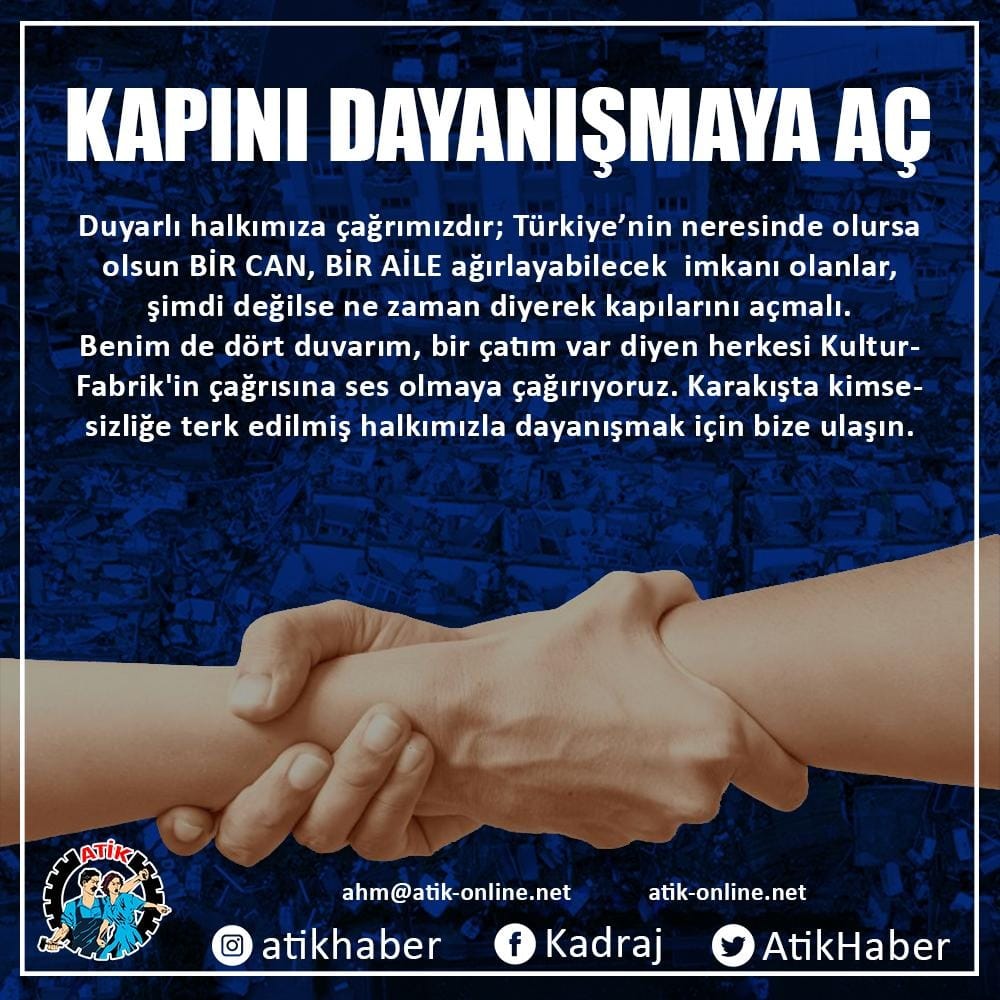 KAPINI DAYANIŞMAYA AÇ
Duyarlı halkımıza çağrımızdır; Türkiye’nin neresinde olursa
olsun BİR CAN, BİR AİLE ağırlayabilecek  imkanı olanlar,
şimdi değilse ne zaman diyerek kapılarını açmalı.
Benim de dört duvarım, bir çatım var diyen herkesi Kultur-
Fabrik'in çağrısına ses olmaya çağırıyoruz. Karakışta kimse-
sizliğe terk edilmiş halkımızla dayanışmak için bize ulaşın.
ATİK
ahm@atik-online.net atik-online.net
atikhaber Kadraj AtikHaber